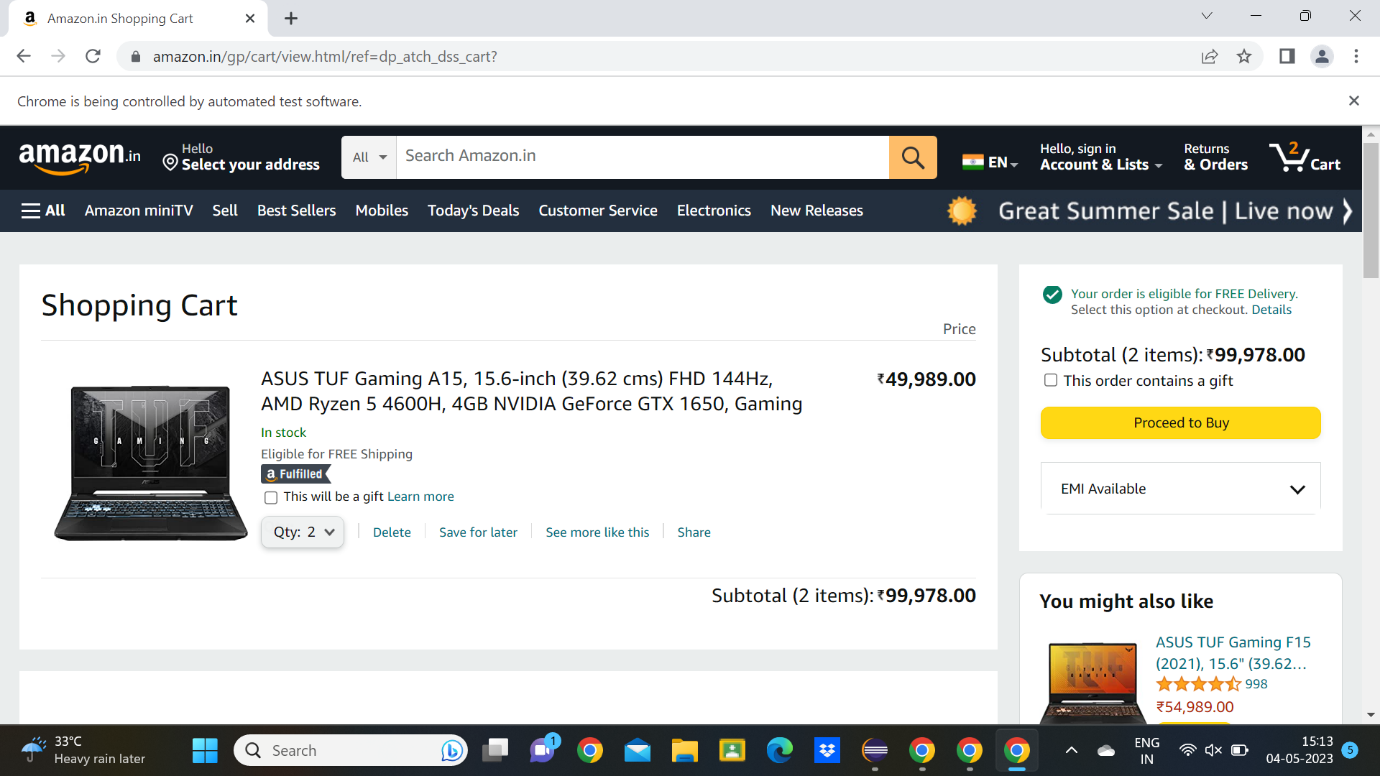 a Amazon.in Shopping Cart
amazon.in/gp/cart/view.html/ref=dp_atch_dss_cart?
Chrome is being controlled by automated test software.
amazon.in
Hello
Select your address
All
Search Amazon.in
EN
Hello, sign in
Account & Lists
Returns
& Orders
2
Cart
All
Amazon miniTV
Sell
Best Sellers
Mobiles
Today's Deals
Customer Service
Electronics
New Releases
Great Summer Sale | Live now
Shopping Cart
Price
TUF
GAMING
ASUS TUF Gaming A15, 15.6-inch (39.62 cms) FHD 144Hz,
AMD Ryzen 5 4600H, 4GB NVIDIA GeForce GTX 1650, Gaming
₹49,989.00
In stock
Eligible for FREE Shipping
a Fulfilled
This will be a gift Learn more
Qty: 2
Delete
Save for later
See more like this
Share
Subtotal (2 items): ₹99,978.00
Your order is eligible for FREE Delivery.
Select this option at checkout. Details
Subtotal (2 items): ₹99,978.00
This order contains a gift
Proceed to Buy
EMI Available
You might also like
ASUS TUF Gaming F15
(2021), 15.6" (39.62...
998
₹54,989.00
33°C
Heavy rain later
Search
1
ENG
IN
15:13
04-05-2023
5